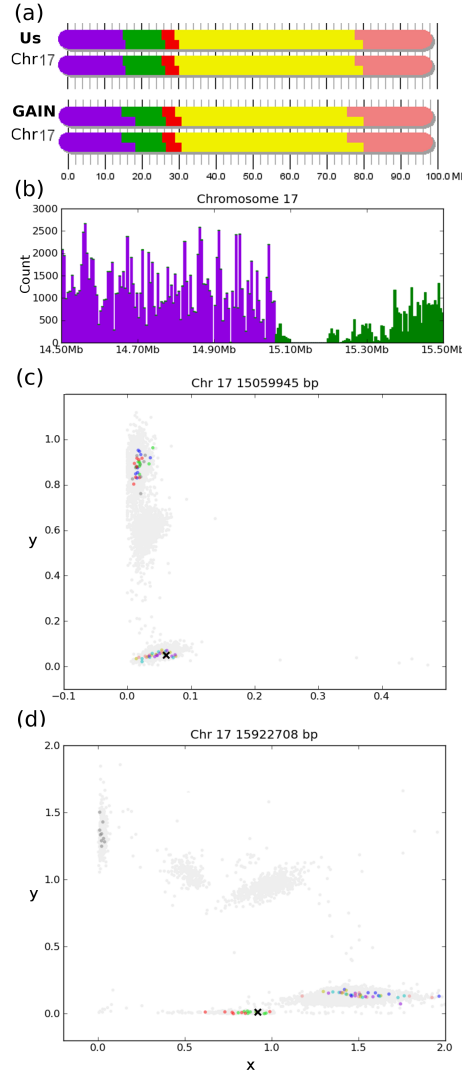 (a)
Us
Chr17
GAIN
Chr17
0.0 10.0 20.0 30.0 40.0 50.0 60.0 70.0 80.0 90.0 100.0 M
(b)
Chromosome 17
3000
2500
2000
1500
1000
500
0
Count
14.50Mb 14.70Mb 14.90Mb 15.10Mb 15.30Mb 15.50Mb
(c)
Chr 17 15059945 bp
1.0
0.8
0.6
0.4
0.2
0.0
y
−0.1 0.0 0.1 0.2 0.3 0.4
(d)
Chr 17 15922708 bp
2.0
1.5
1.0
0.5
0.0
y
0.0 0.5 1.0 1.5 2.0
x